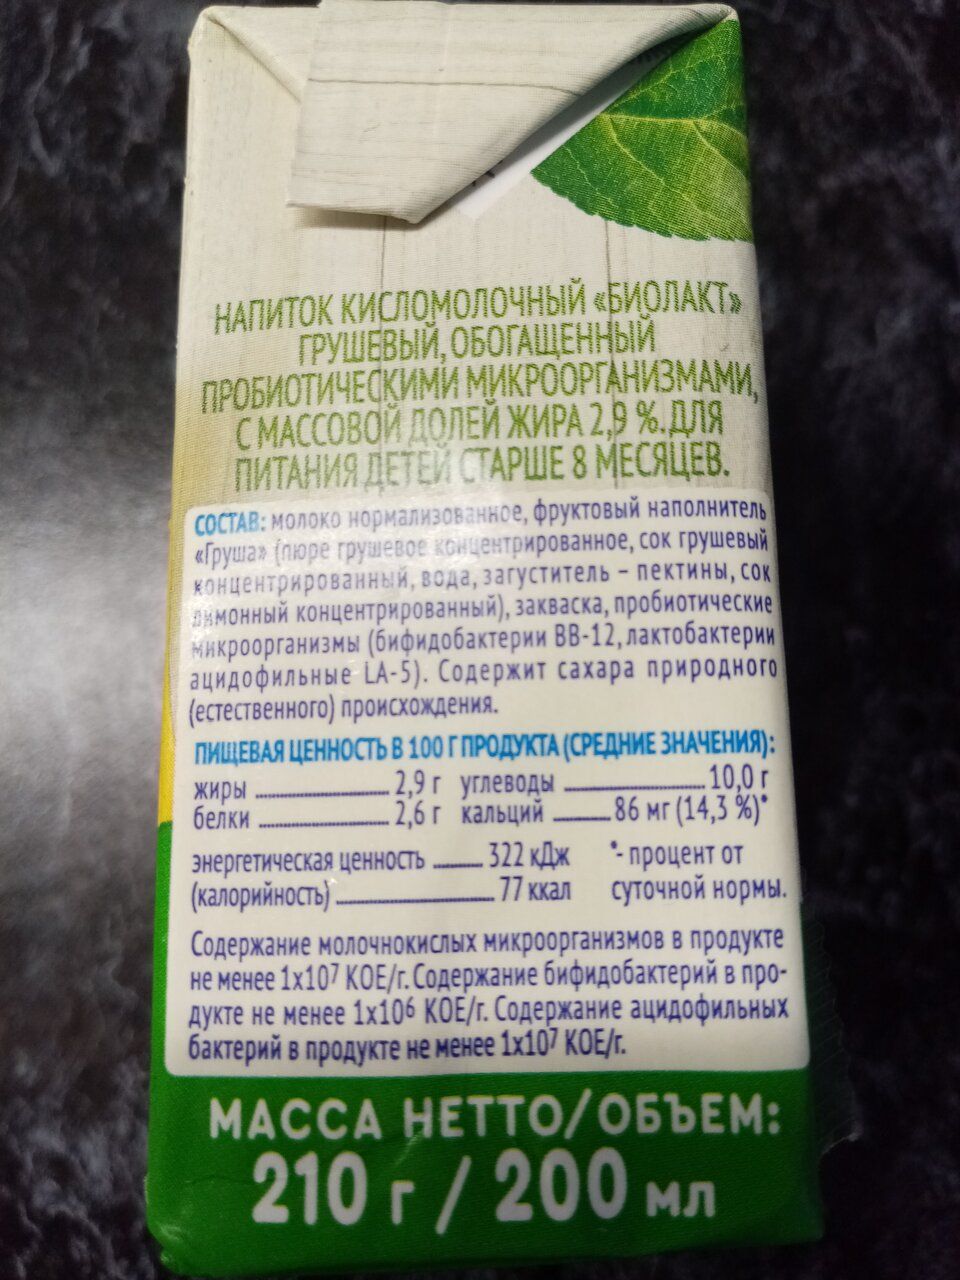 НАПИТОК КИСЛОМОЛОЧНЫЙ «БИОЛАКТ»
ГРУШЕВЫЙ, ОБОГАЩЕННЫЙ
ПРОБИОТИЧЕСКИМИ МИКРООРГАНИЗМАМИ,
С МАССОВОЙ ДОЛЕЙ ЖИРА 2,9 %. ДЛЯ
ПИТАНИЯ ДЕТЕЙ СТАРШЕ 8 МЕСЯЦЕВ.
СОСТАВ: молоко нормализованное, фруктовый наполнитель
«Груша» (пюре грушевое концентрированное, сок грушевый
концентрированный, вода, загуститель – пектины, сок
лимонный концентрированный), закваска, пробиотические
микроорганизмы (бифидобактерии BB-12, лактобактерии
ацидофильные LA-5). Содержит сахара природного
(естественного) происхождения.
ПИЩЕВАЯ ЦЕННОСТЬ В 100 Г ПРОДУКТА (СРЕДНИЕ ЗНАЧЕНИЯ):
жиры 2,9 г углеводы 10,0 г
белки 2,6 г кальций 86 мг (14,3 %)*
энергетическая ценность 322 кДж *- процент от
(калорийность) 77 ккал суточной нормы.
Содержание молочнокислых микроорганизмов в продукте
не менее 1х10⁷ КОЕ/г. Содержание бифидобактерий в про-
дукте не менее 1х10⁶ КОЕ/г. Содержание ацидофильных
бактерий в продукте не менее 1х10⁷ КОЕ/г.
МАССА НЕТТО/ОБЪЕМ:
210 г / 200 мл